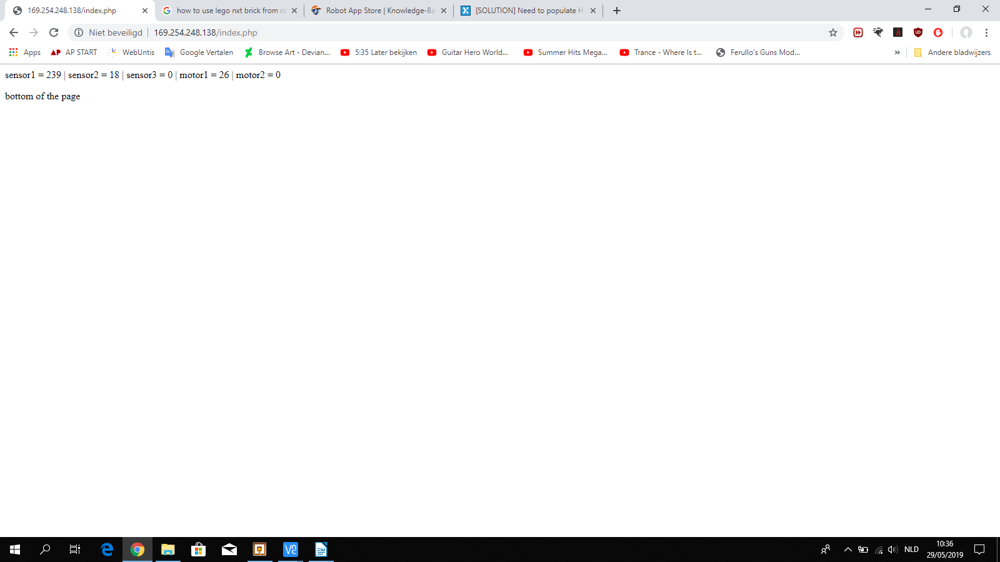 169.254.248.138/index.php
how to use lego nxt brick from ra
Robot App Store | Knowledge-Ba
[SOLUTION] Need to populate H
Niet beveiligd | 169.254.248.138/index.php
Apps AP START WebUntis Google Vertalen Browse Art - Devian... 5:35 Later bekijken Guitar Hero World... Summer Hits Mega... Trance - Where Is t... Ferullo's Guns Mod... » Andere bladwijzers
sensor1 = 239 | sensor2 = 18 | sensor3 = 0 | motor1 = 26 | motor2 = 0
bottom of the page
NLD
10:36
29/05/2019